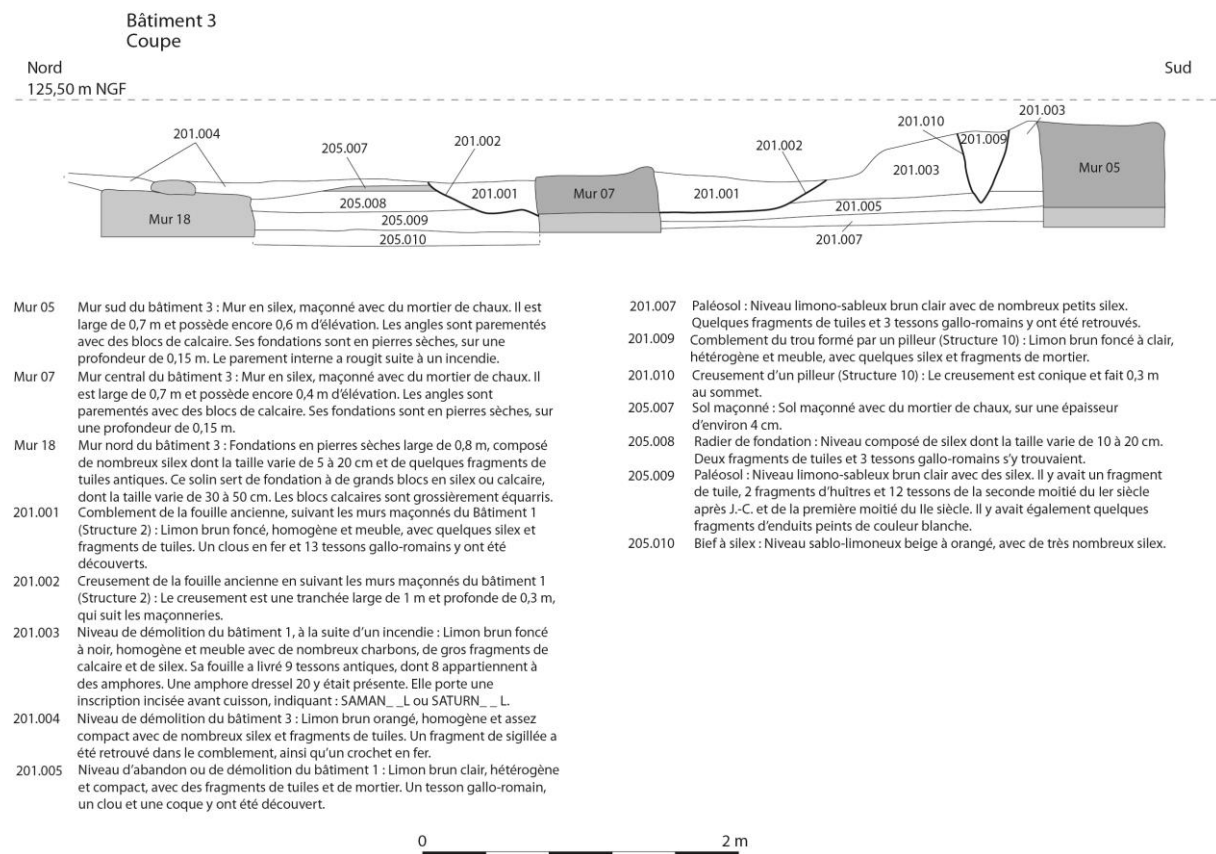 Bâtiment 3
Coupe
Nord
Sud
125,50 m NGF
201.003
201.010
201.009
201.004
201.002
201.002
205.007
201.003
201.001
Mur 07
201.001
Mur 05
205.008
Mur 18
205.009
201.005
205.010
201.007
Mur 05 Mur sud du bâtiment 3 : Mur en silex, maçonné avec du mortier de chaux. Il est
large de 0,7 m et possède encore 0,6 m d'élévation. Les angles sont parementés
avec des blocs de calcaire. Ses fondations sont en pierres sèches, sur une
profondeur de 0,15 m. Le parement interne a rougit suite à un incendie.
Mur 07 Mur central du bâtiment 3 : Mur en silex, maçonné avec du mortier de chaux. Il
est large de 0,7 m et possède encore 0,4 m d'élévation. Les angles sont
parementés avec des blocs de calcaire. Ses fondations sont en pierres sèches, sur
une profondeur de 0,15 m.
Mur 18 Mur nord du bâtiment 3 : Fondations en pierres sèches large de 0,8 m, composé
de nombreux silex dont la taille varie de 5 à 20 cm et de quelques fragments de
tuiles antiques. Ce solin sert de fondation à de grands blocs en silex ou calcaire,
dont la taille varie de 30 à 50 cm. Les blocs calcaires sont grossièrement équarris.
201.001 Comblement de la fouille ancienne, suivant les murs maçonnés du Bâtiment 1
(Structure 2) : Limon brun foncé, homogène et meuble, avec quelques silex et
fragments de tuiles. Un clous en fer et 13 tessons gallo-romains y ont été
découverts.
201.002 Creusement de la fouille ancienne en suivant les murs maçonnés du bâtiment 1
(Structure 2) : Le creusement est une tranchée large de 1 m et profonde de 0,3 m,
qui suit les maçonneries.
201.003 Niveau de démolition du bâtiment 1, à la suite d'un incendie : Limon brun foncé
à noir, homogène et meuble avec de nombreux charbons, de gros fragments de
calcaire et de silex. Sa fouille a livré 9 tessons antiques, dont 8 appartiennent à
des amphores. Une amphore dressel 20 y était présente. Elle porte une
inscription incisée avant cuisson, indiquant : SAMAN_ _L ou SATURN_ _ L.
201.004 Niveau de démolition du bâtiment 3 : Limon brun orangé, homogène et assez
compact avec de nombreux silex et fragments de tuiles. Un fragment de sigillée a
été retrouvé dans le comblement, ainsi qu'un crochet en fer.
201.005 Niveau d'abandon ou de démolition du bâtiment 1 : Limon brun clair, hétérogène
et compact, avec des fragments de tuiles et de mortier. Un tesson gallo-romain,
un clou et une coque y ont été découvert.
201.007 Paléosol : Niveau limono-sableux brun clair avec de nombreux petits silex.
Quelques fragments de tuiles et 3 tessons gallo-romains y ont été retrouvés.
201.009 Comblement du trou formé par un pilleur (Structure 10) : Limon brun foncé à clair,
hétérogène et meuble, avec quelques silex et fragments de mortier.
201.010 Creusement d'un pilleur (Structure 10) : Le creusement est conique et fait 0,3 m
au sommet.
205.007 Sol maçonné : Sol maçonné avec du mortier de chaux, sur une épaisseur
d'environ 4 cm.
205.008 Radier de fondation : Niveau composé de silex dont la taille varie de 10 à 20 cm.
Deux fragments de tuiles et 3 tessons gallo-romains s'y trouvaient.
205.009 Paléosol : Niveau limono-sableux brun clair avec des silex. Il y avait un fragment
de tuile, 2 fragments d'huîtres et 12 tessons de la seconde moitié du Ier siècle
après J.-C. et de la première moitié du IIe siècle. Il y avait également quelques
fragments d'enduits peints de couleur blanche.
205.010 Bief à silex : Niveau sablo-limoneux beige à orangé, avec de très nombreux silex.
0
2 m